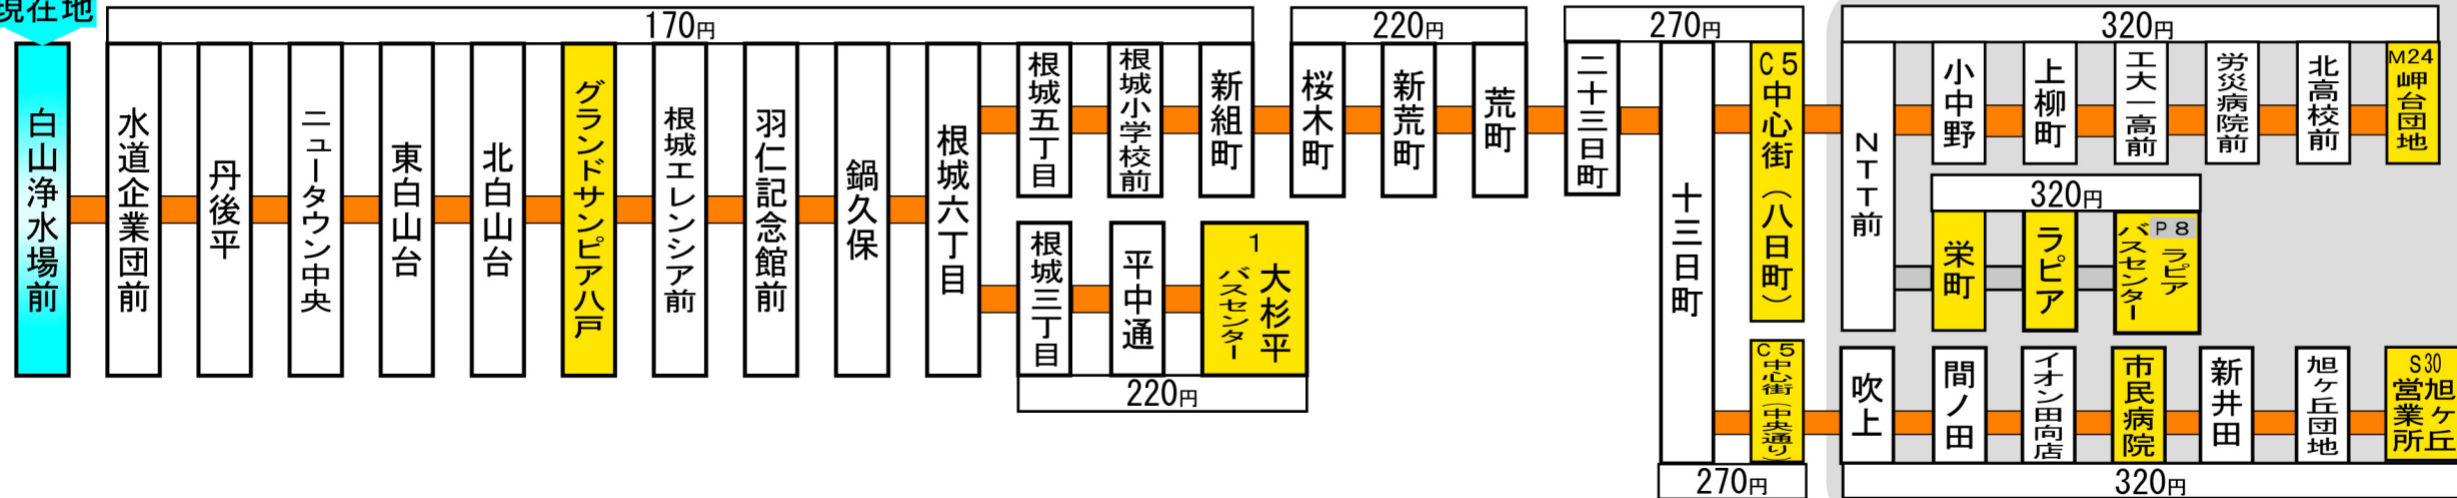 現在地
白山浄水場前
170円
水道企業団前
丹後平
ニュータウン中央
東白山台
北白山台
グランドサンピア八戸
根城エレンシア前
羽仁記念館前
鍋久保
根城六丁目
根城五丁目
根城小学校前
新組町
220円
桜木町
新荒町
荒町
270円
二十三日町
十三日町
C5
中心街(八日町)
320円
NTT前
小中野
上柳町
工大一高前
労災病院前
北高校前
M24
岬台団地
根城三丁目
平中通
1
大杉平
バスセンター
220円
320円
栄町
ラピア
P8
ラピア
バスセンター
C5
中心街(中央通り)
270円
吹上
間ノ田
イオン田向店
市民病院
新井田
旭ヶ丘団地
S30
旭ヶ丘
営業所
320円